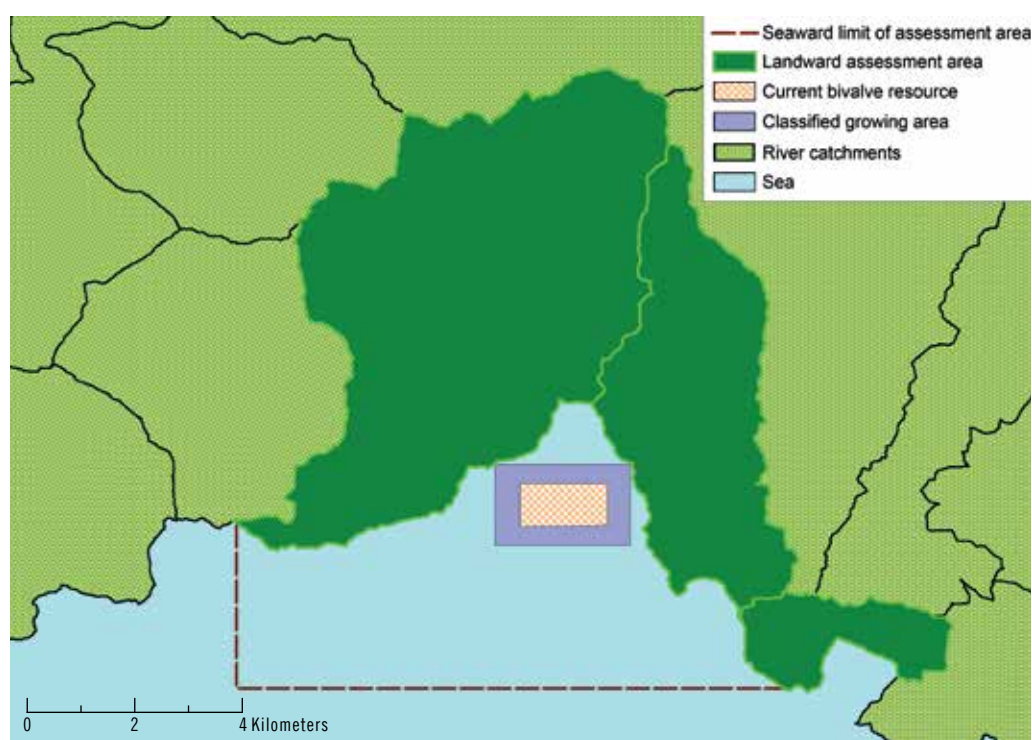 Seaward limit of assessment area
Landward assessment area
Current bivalve resource
Classified growing area
River catchments
Sea
0 2 4 Kilometers